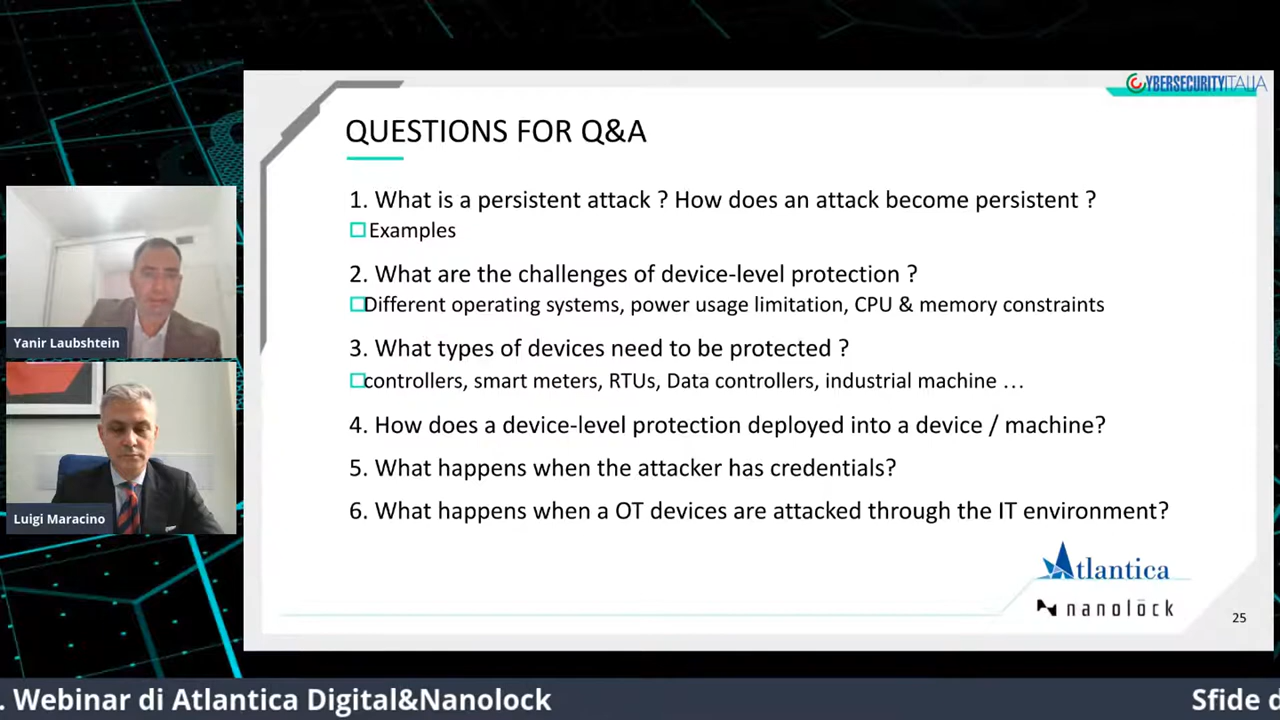 CYBERSECURITYITALIA
QUESTIONS FOR Q&A
1. What is a persistent attack ? How does an attack become persistent ?
Examples
2. What are the challenges of device-level protection ?
Different operating systems, power usage limitation, CPU & memory constraints
3. What types of devices need to be protected ?
controllers, smart meters, RTUs, Data controllers, industrial machine …
4. How does a device-level protection deployed into a device / machine?
5. What happens when the attacker has credentials?
6. What happens when a OT devices are attacked through the IT environment?
Atlantica
nanolōck
25
Yanir Laubshtein
Luigi Maracino
. Webinar di Atlantica Digital&Nanolock
Sfide d